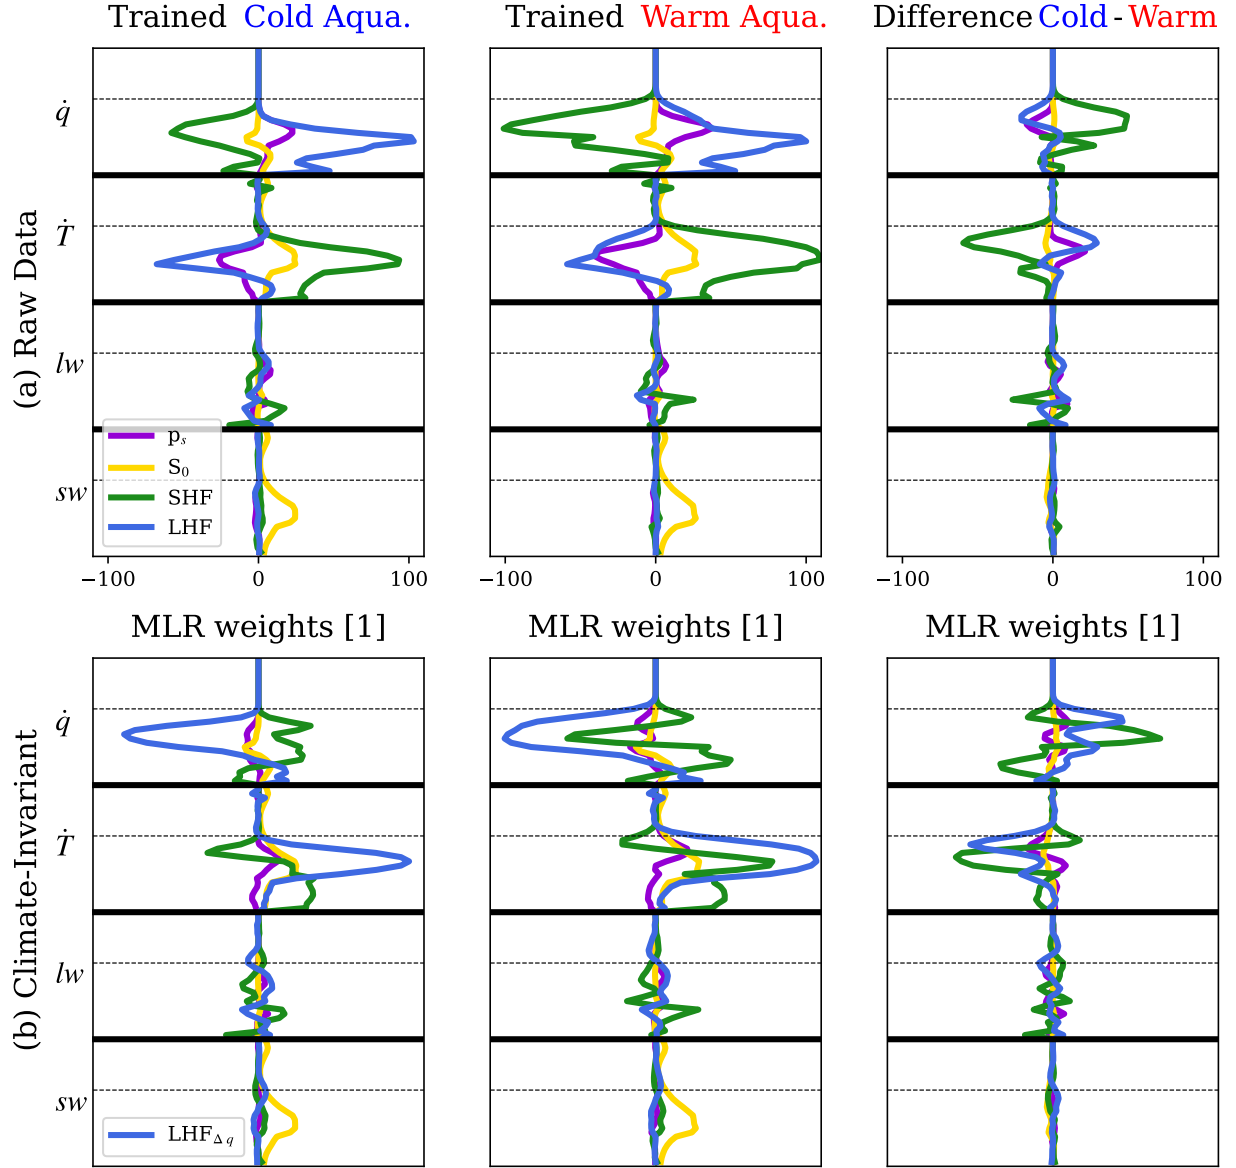 Trained Cold Aqua.
Trained Warm Aqua.
Difference Cold - Warm
(a) Raw Data
q̇
Ṫ
lw
sw
pₛ
S₀
SHF
LHF
−100 0 100
−100 0 100
−100 0 100
MLR weights [1]
MLR weights [1]
MLR weights [1]
(b) Climate-Invariant
q̇
Ṫ
lw
sw
LHF_Δq